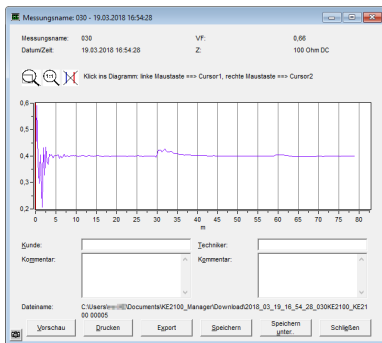 Messungsname: 030 - 19.03.2018 16:54:28
Messungsname: 030 VF: 0,66
Datum/Zeit: 19.03.2018 16:54:28 Z: 100 Ohm DC
1:1 Klick ins Diagramm: linke Maustaste ==> Cursor1, rechte Maustaste ==> Cursor2
0,6
0,5
0,4
0,3
0,2
0 5 10 15 20 25 30 35 40 45 50 55 60 65 70 75 80 85
m
Kunde: Techniker:
Kommentar: Kommentar:
Dateiname: C:\Users\ \Documents\KE2100_Manager\Download\2018_03_19_16_54_28_030KE2100_KE21
00 00005
Vorschau Drucken Export Speichern Speichern unter.. Schließen